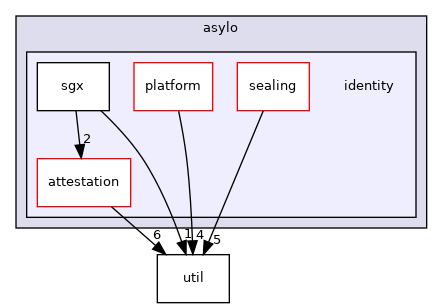 asylo
sgx
platform
sealing
identity
2
attestation
6
1
4
5
util